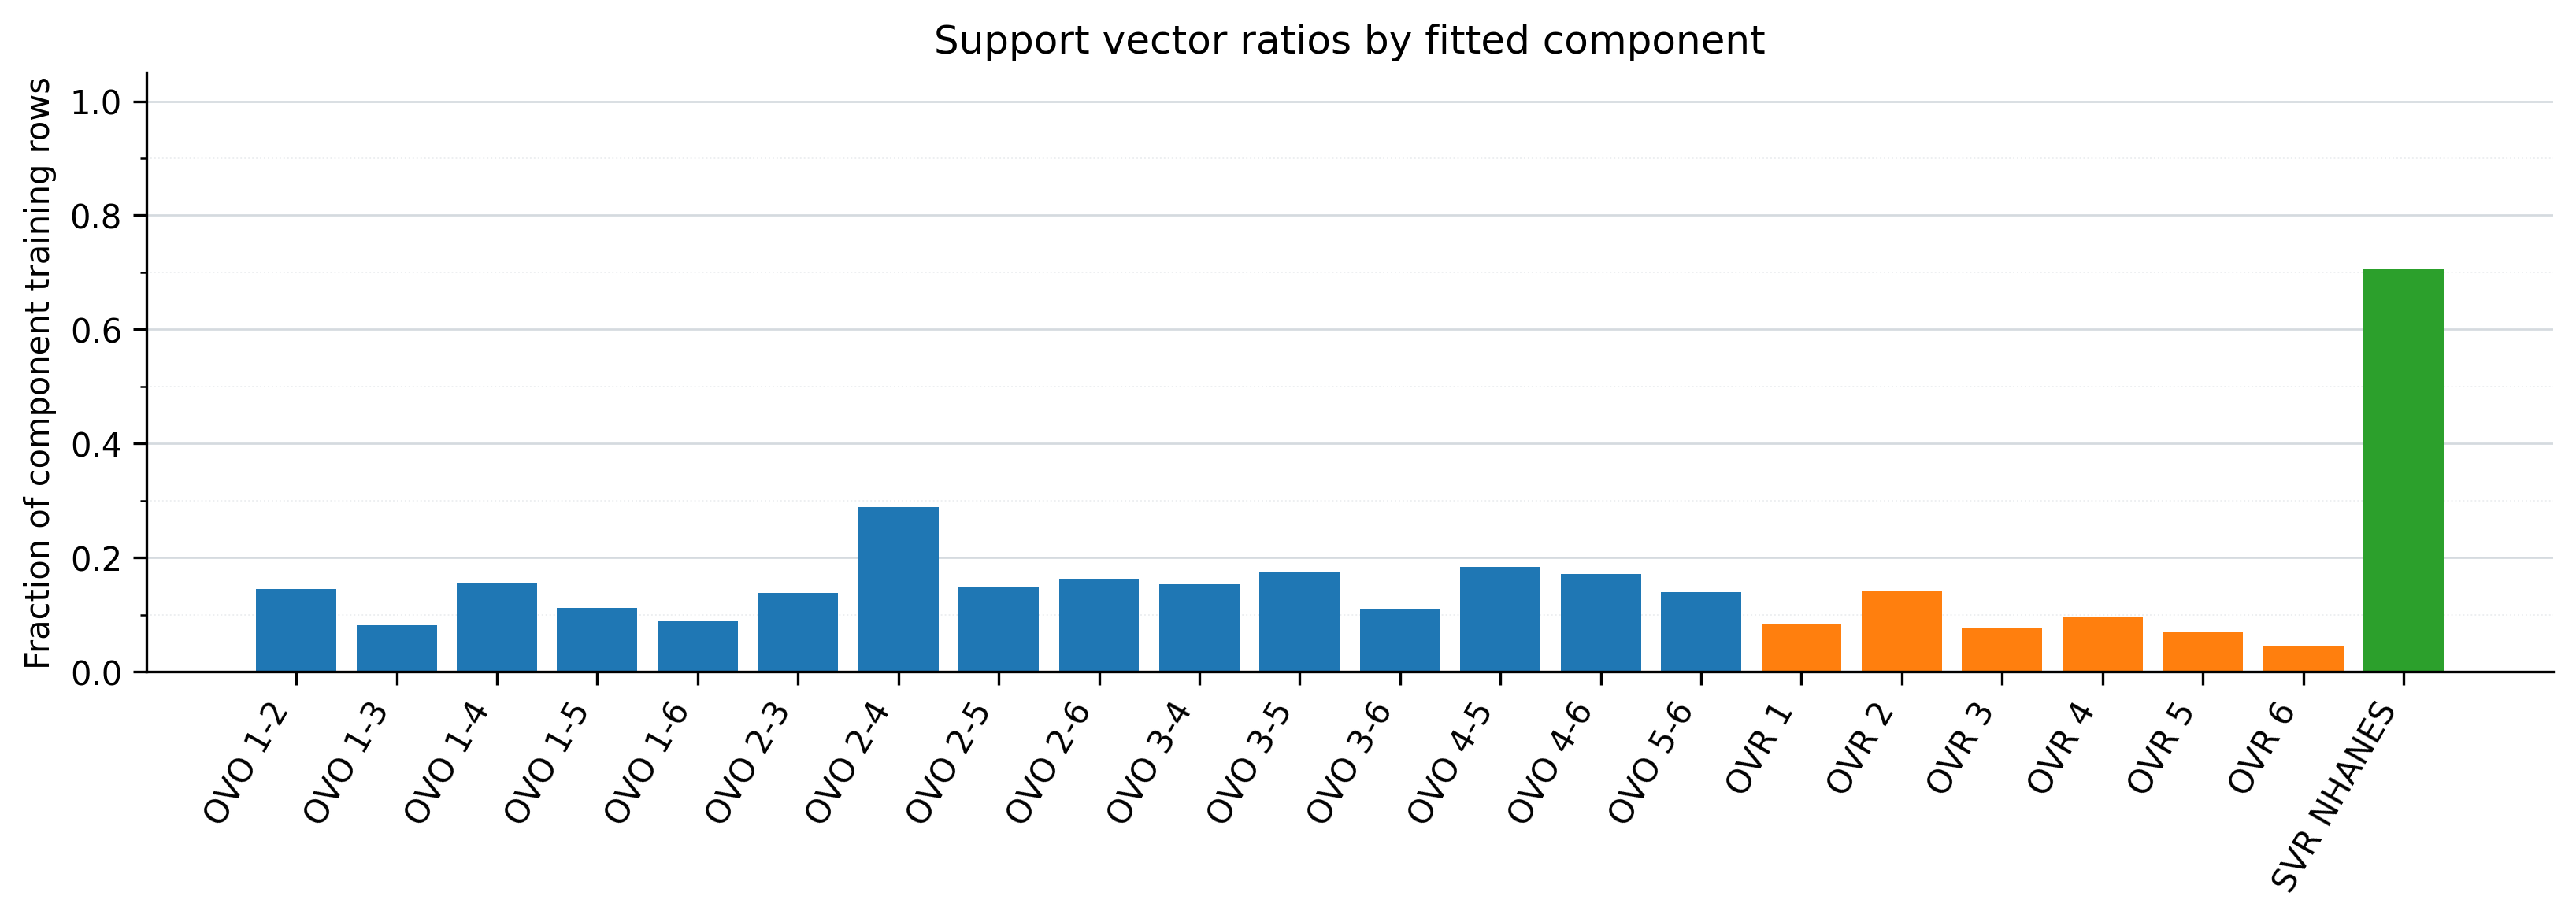 Support vector ratios by fitted component
Fraction of component training rows
1.0
0.8
0.6
0.4
0.2
0.0
OVO 1-2
OVO 1-3
OVO 1-4
OVO 1-5
OVO 1-6
OVO 2-3
OVO 2-4
OVO 2-5
OVO 2-6
OVO 3-4
OVO 3-5
OVO 3-6
OVO 4-5
OVO 4-6
OVO 5-6
OVR 1
OVR 2
OVR 3
OVR 4
OVR 5
OVR 6
SVR NHANES